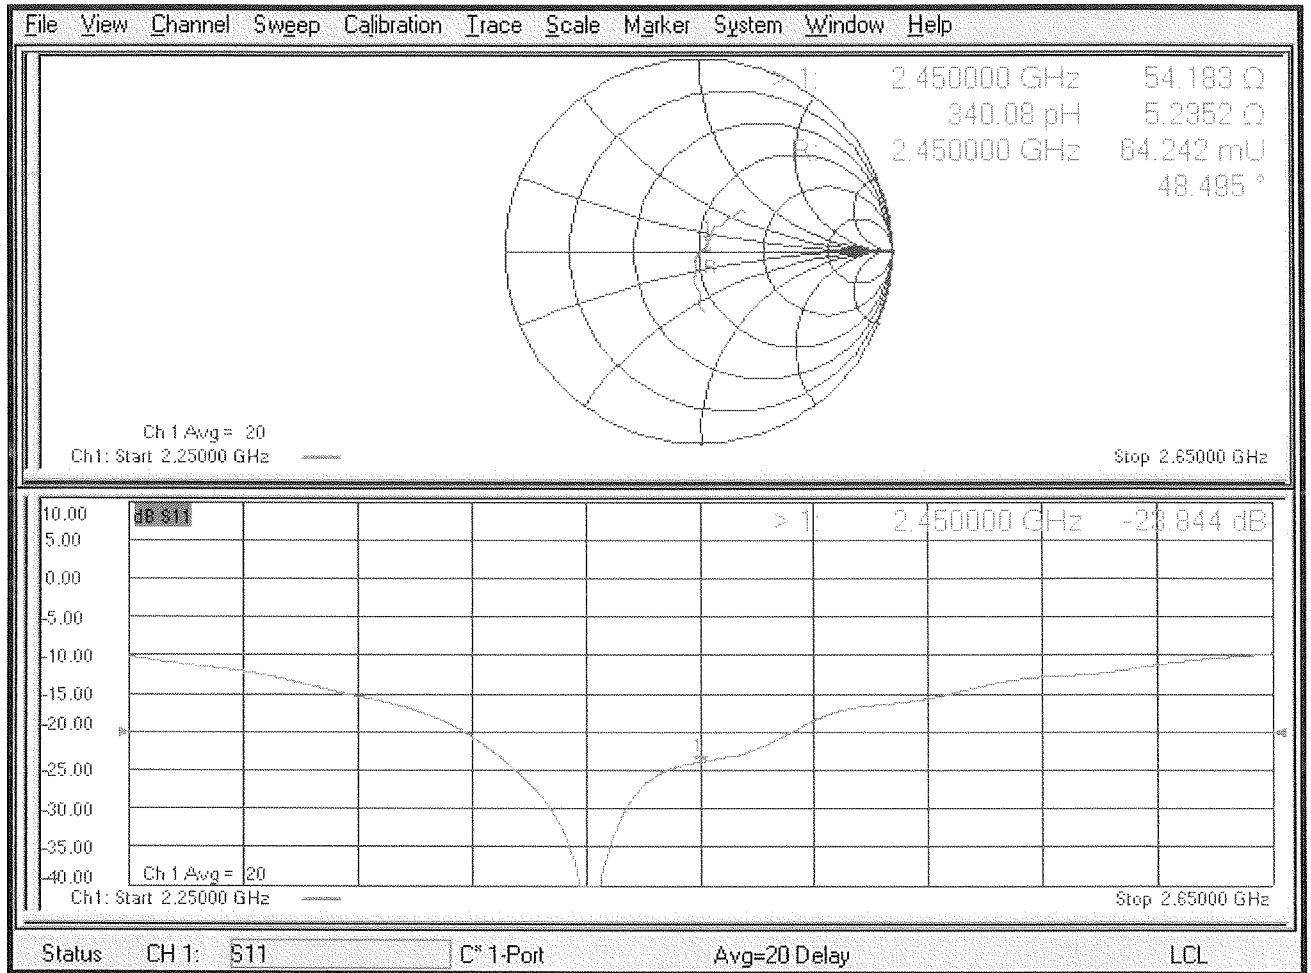 File View Channel Sweep Calibration Trace Scale Marker System Window Help
> 1: 2.450000 GHz 54.183 Ω
340.08 pH 5.2352 Ω
R: 2.450000 GHz 64.242 mU
48.495 °
1
R
Ch 1 Avg = 20
Ch1: Start 2.25000 GHz
Stop 2.65000 GHz
10.00 dB S11 > 1: 2.450000 GHz -23.844 dB
5.00
0.00
-5.00
-10.00
-15.00
-20.00
1
-25.00
-30.00
-35.00
-40.00 Ch 1 Avg = 20
Ch1: Start 2.25000 GHz
Stop 2.65000 GHz
Status CH 1: S11 C* 1-Port Avg=20 Delay LCL